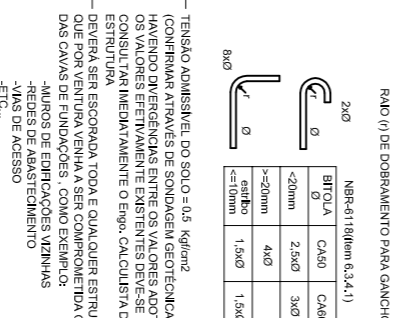 RAIO (r) DE DOBRAMENTO PARA GANCHO
NBR-6118(Item 6.3.4.1)
2xØ
r
Ø
8xØ
r
Ø
BITOLA Ø CA50
<20mm 2,5xØ 3xØ
>=20mm 4xØ
estribo <=10mm 1,5xØ 1,5xØ
— TENSÃO ADMISSÍVEL DO SOLO = 0.5 Kgf/cm2
(CONFIRMAR ATRAVÉS DE SONDAGEM GEOTÉCNICA
HAVENDO DIVERGÊNCIAS ENTRE OS VALORES
OS VALORES EFETIVAMENTE EXISTENTES DEVE-SE
CONSULTAR IMEDIATAMENTE O Engo. CALCULISTA
ESTRUTURA
— DEVERÁ SER ESCORADA TODA E QUALQUER
QUE POR VENTURA VENHA A SER COMPROMETIDA
DAS CAVAS DE FUNDAÇÕES , COMO EXEMPLO:
-MUROS DE EDIFICAÇÕES VIZINHAS
-REDES DE ABASTECIMENTO
-VIAS DE ACESSO
-ETC...